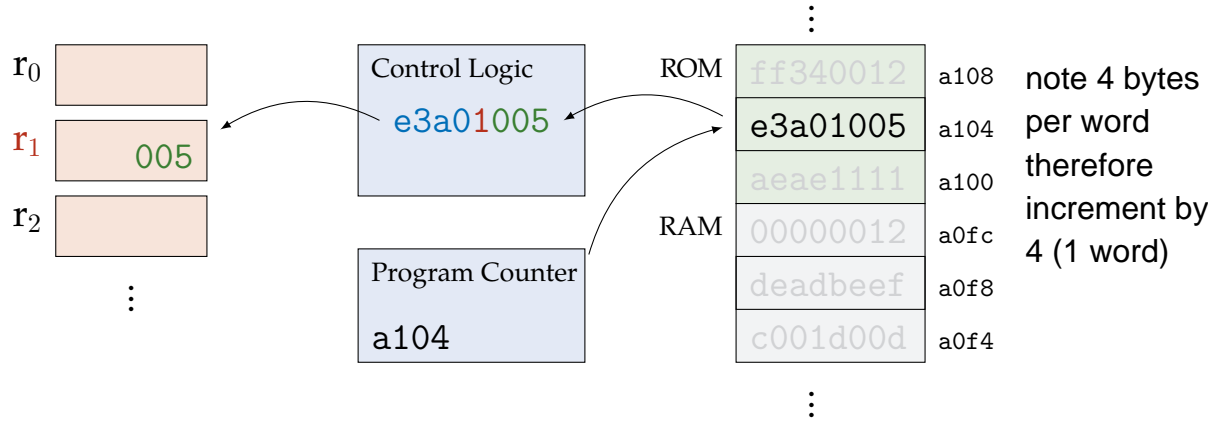 r0
r1
005
r2
Control Logic
e3a01005
Program Counter
a104
ROM
ff340012
a108
e3a01005
a104
aeae1111
a100
RAM
00000012
a0fc
deadbeef
a0f8
c001d00d
a0f4
note 4 bytes
per word
therefore
increment by
4 (1 word)